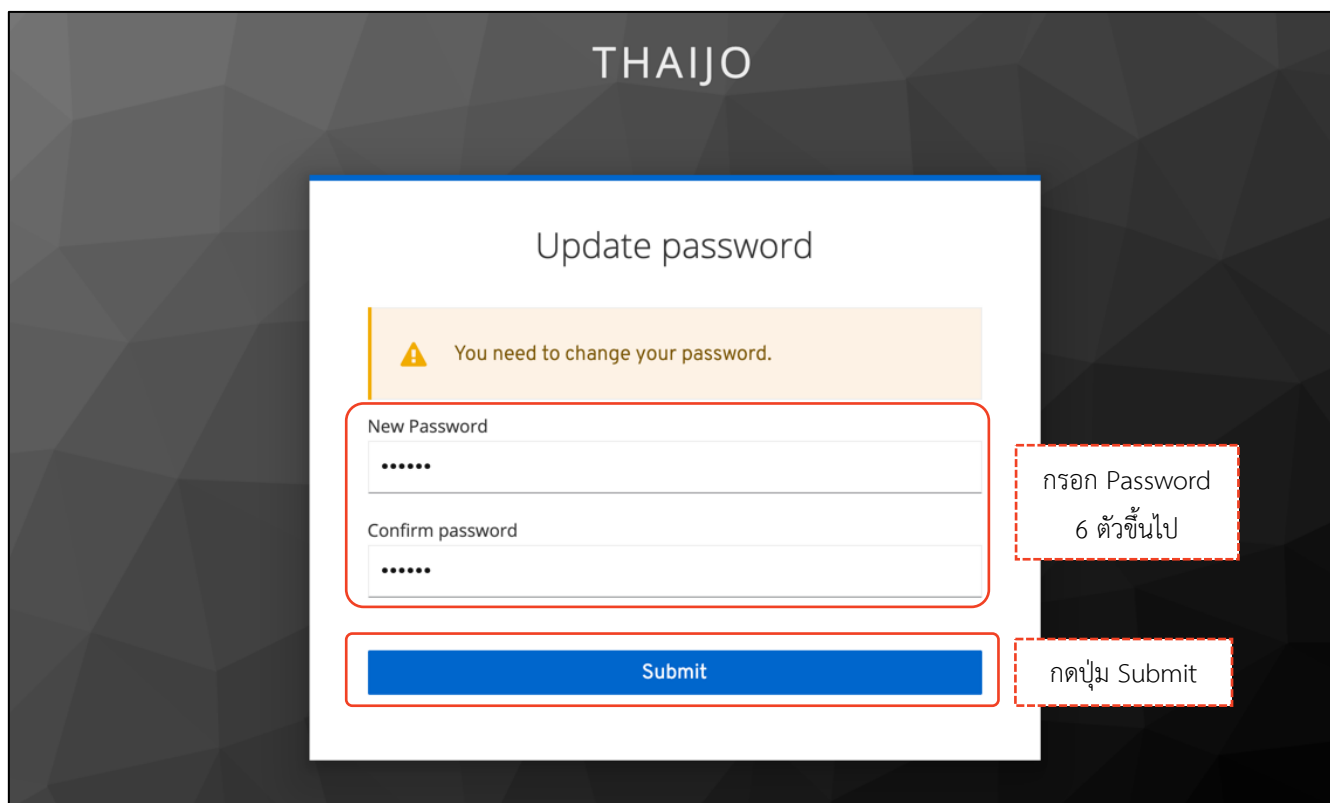 THAIJO
Update password
You need to change your password.
New Password
••••••
กรอก Password
6 ตัวขึ้นไป
Confirm password
••••••
Submit
กดปุ่ม Submit